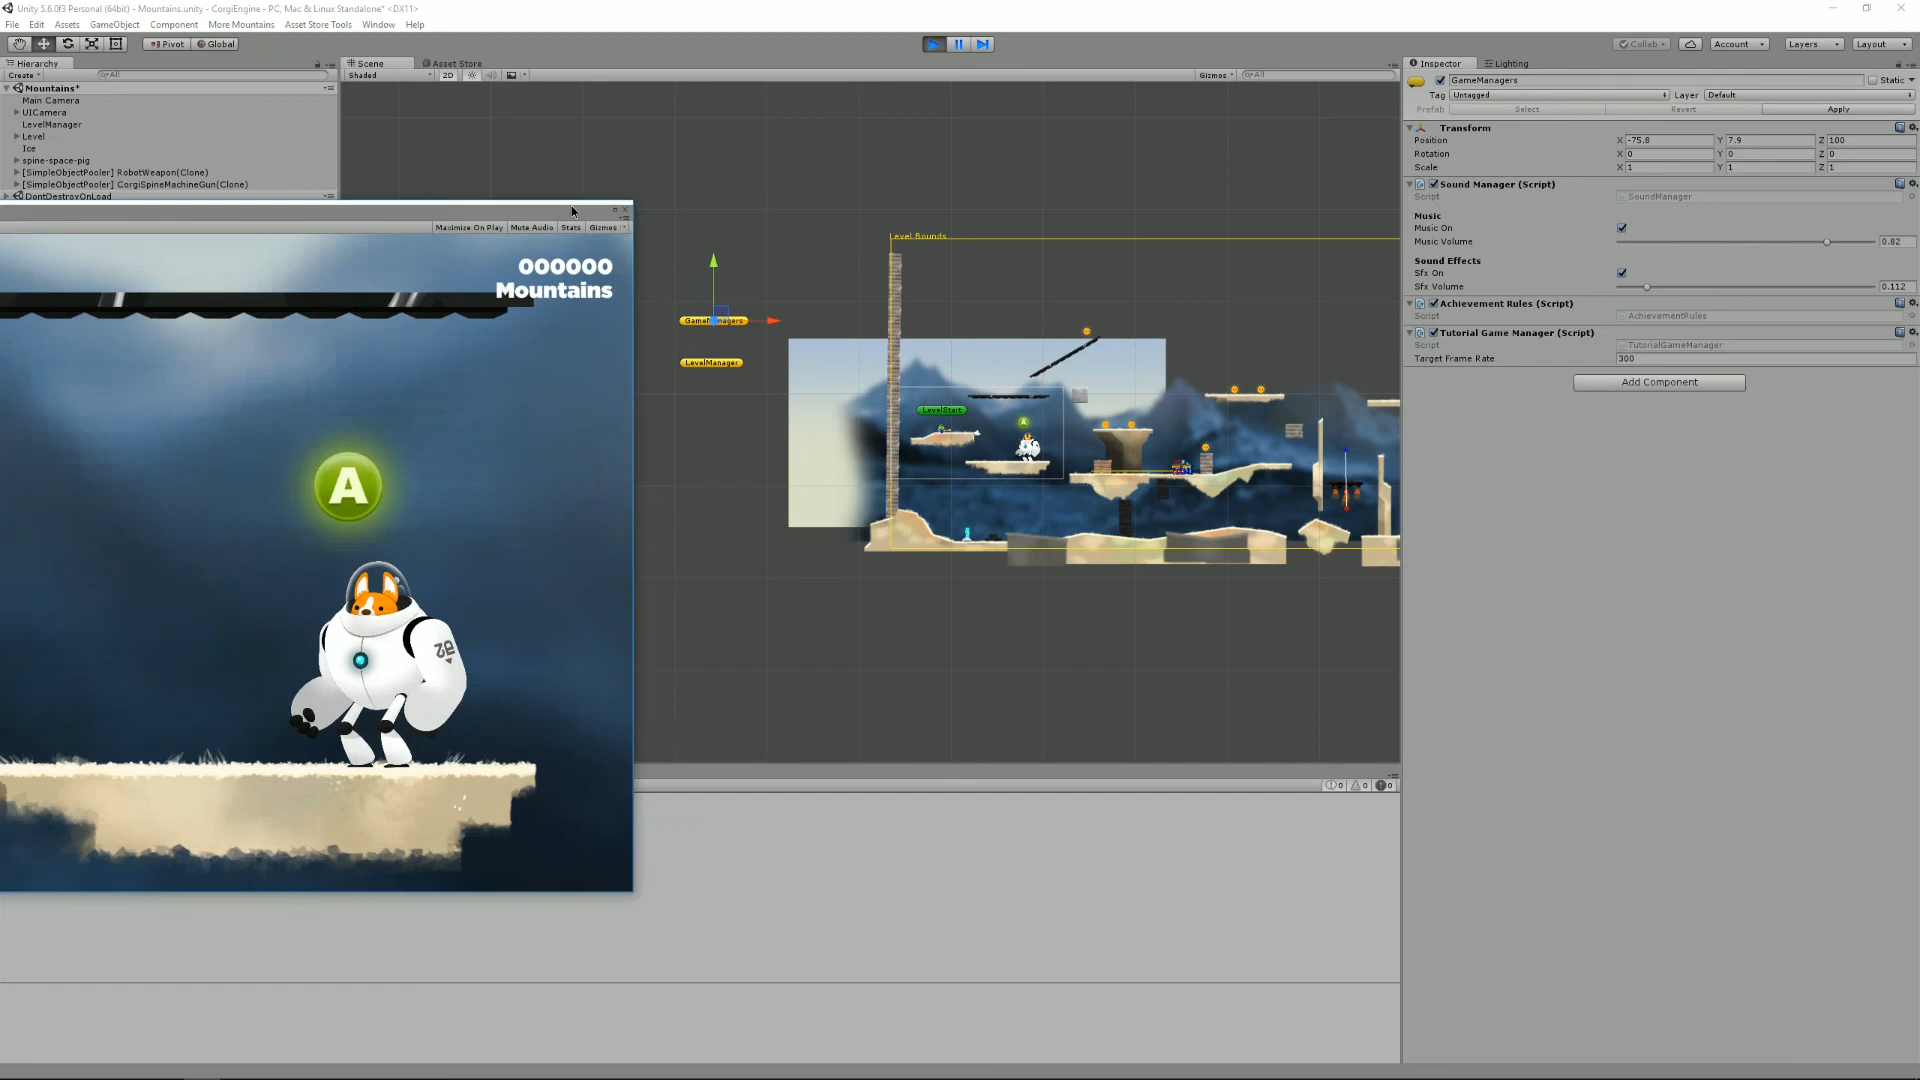 Unity 5.6.0f3 Personal (64bit) - Mountains.unity - CorgiEngine - PC, Mac & Linux Standalone* <DX11>
File Edit Assets GameObject Component More Mountains Asset Store Tools Window Help
Pivot Global Collab Account Layers Layout
Hierarchy Scene Asset Store Inspector Lighting
Create All Shaded 2D Gizmos All
GameManagers Static
Tag Untagged Layer Default
Prefab Select Revert Apply
Mountains*
Main Camera
UICamera
LevelManager
Level
Ice
spine-space-pig
[SimpleObjectPooler] RobotWeapon(Clone)
[SimpleObjectPooler] CorgiSpineMachineGun(Clone)
DontDestroyOnLoad
Maximize On Play Mute Audio Stats Gizmos
000000
Mountains
A
Level Bounds
GameManagers
LevelManager
LevelStart
A
0 0 0
Transform
Position X -75.8 Y 7.9 Z 100
Rotation X 0 Y 0 Z 0
Scale X 1 Y 1 Z 1
Sound Manager (Script)
Script SoundManager
Music
Music On
Music Volume 0.82
Sound Effects
Sfx On
Sfx Volume 0.112
Achievement Rules (Script)
Script AchievementRules
Tutorial Game Manager (Script)
Script TutorialGameManager
Target Frame Rate 300
Add Component